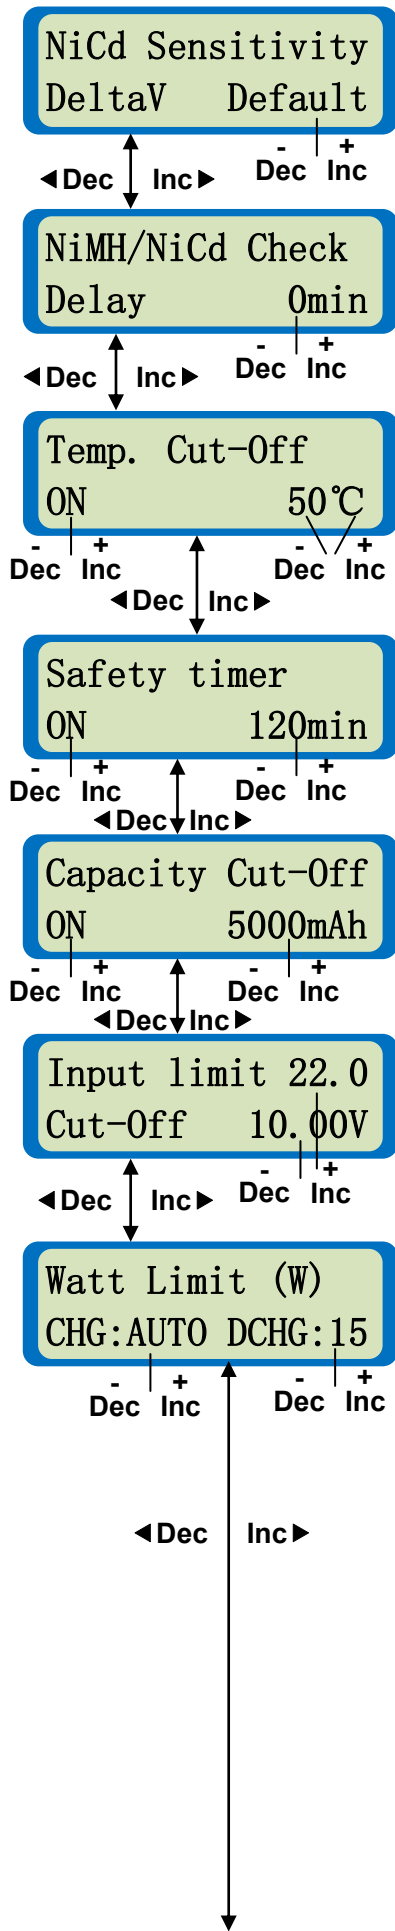 NiCd Sensitivity
DeltaV Default
- +
Dec Inc
◄Dec Inc►
NiMH/NiCd Check
Delay 0min
- +
Dec Inc
◄Dec Inc►
Temp. Cut-Off
ON 50℃
- + - +
Dec Inc Dec Inc
◄Dec Inc►
Safety timer
ON 120min
- + - +
Dec Inc Dec Inc
◄Dec Inc►
Capacity Cut-Off
ON 5000mAh
- + - +
Dec Inc Dec Inc
◄Dec Inc►
Input limit 22.0
Cut-Off 10.00V
- +
Dec Inc
◄Dec Inc►
Watt Limit (W)
CHG:AUTO DCHG:15
- + - +
Dec Inc Dec Inc
◄Dec Inc►